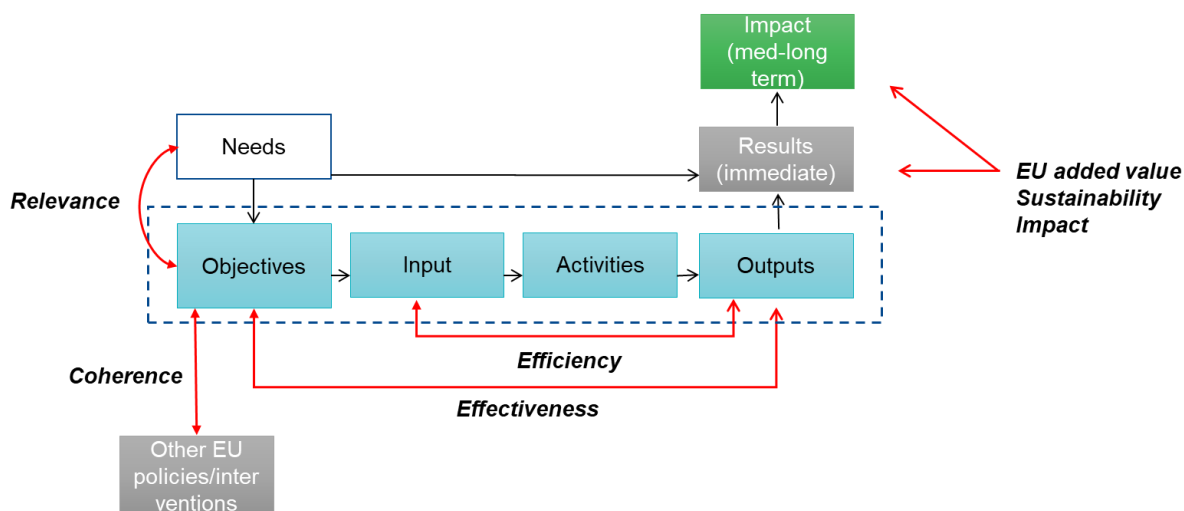 Impact
(med-long
term)
Needs
Results
(immediate)
EU added value
Sustainability
Impact
Relevance
Objectives
Input
Activities
Outputs
Efficiency
Coherence
Effectiveness
Other EU
policies/inter
ventions